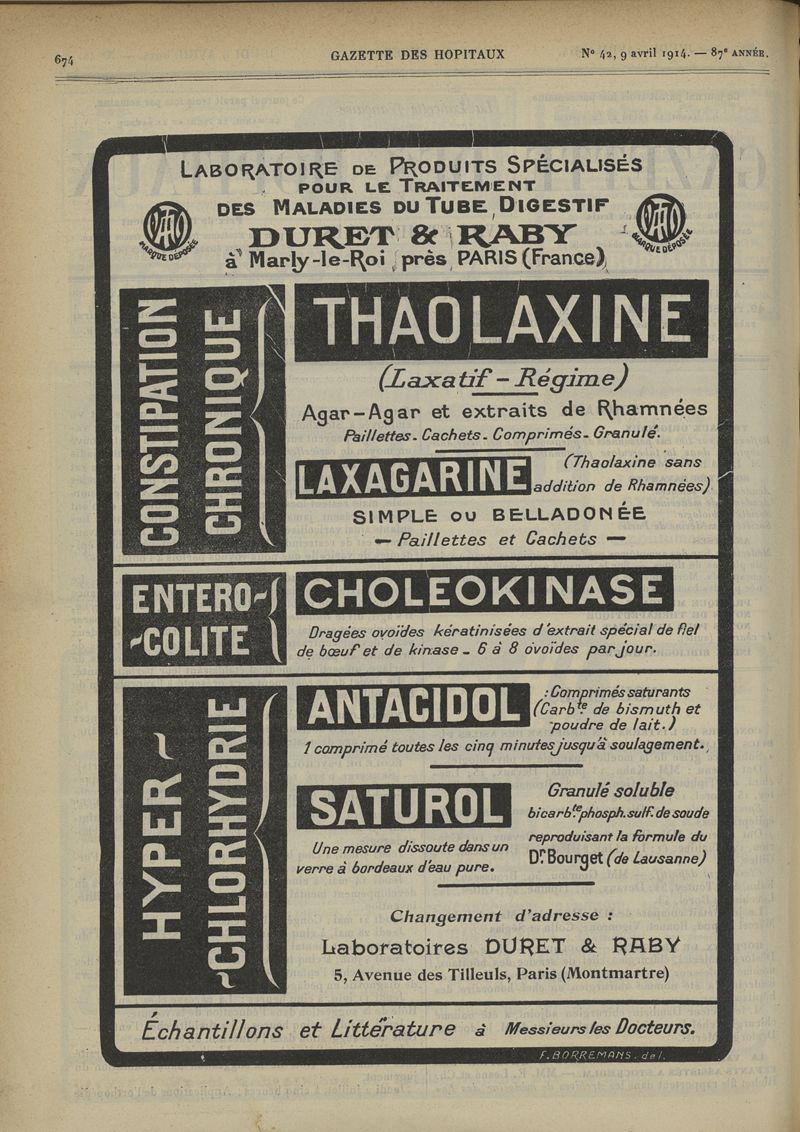 674
GAZETTE DES HOPITAUX
N° 42, 9 avril 1914. — 87e ANNÉE.
LABORATOIRE DE PRODUITS SPÉCIALISÉS
POUR LE TRAITEMENT
DES MALADIES DU TUBE DIGESTIF
DURET & RABY
à Marly-le-Roi près PARIS (France)
MARQUE DÉPOSÉE
MARQUE DÉPOSÉE
CONSTIPATION
CHRONIQUE
THAOLAXINE
(Laxatif - Régime)
Agar-Agar et extraits de Rhamnées
Paillettes. Cachets. Comprimés. Granulé.
LAXAGARINE
(Thaolaxine sans
addition de Rhamnées)
SIMPLE OU BELLADONÉE
— Paillettes et Cachets —
ENTERO-
-COLITE
CHOLEOKINASE
Dragées ovoïdes kératinisées d'extrait spécial de fiel
de bœuf et de kinase - 6 à 8 ovoïdes par jour.
HYPER-
-CHLORHYDRIE
ANTACIDOL
: Comprimés saturants
(Carbte. de bismuth et
poudre de lait.)
1 comprimé toutes les cinq minutes jusqu'à soulagement.
SATUROL
Granulé soluble
bicarbte. phosph. sulf. de soude
reproduisant la formule du
Dr. Bourget (de Lausanne)
Une mesure dissoute dans un
verre à bordeaux d'eau pure.
Changement d'adresse :
Laboratoires DURET & RABY
5, Avenue des Tilleuls, Paris (Montmartre)
Échantillons et Littérature à Messieurs les Docteurs.
F. BORREMANS. del.